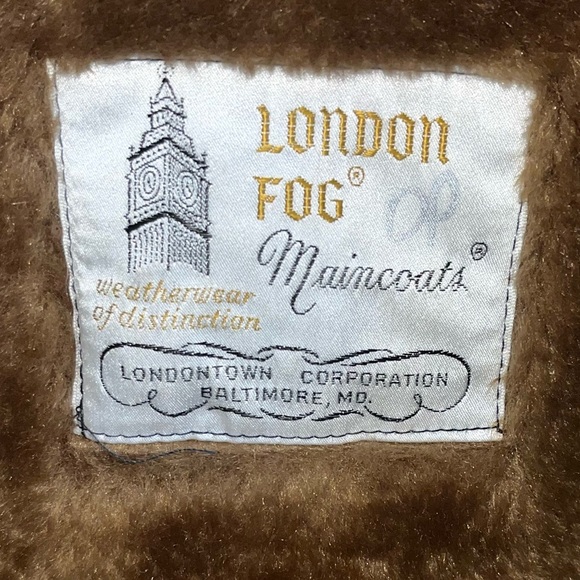 LONDON
FOG®
Maincoats®
weatherwear
of distinction
LONDONTOWN CORPORATION
BALTIMORE, MD.